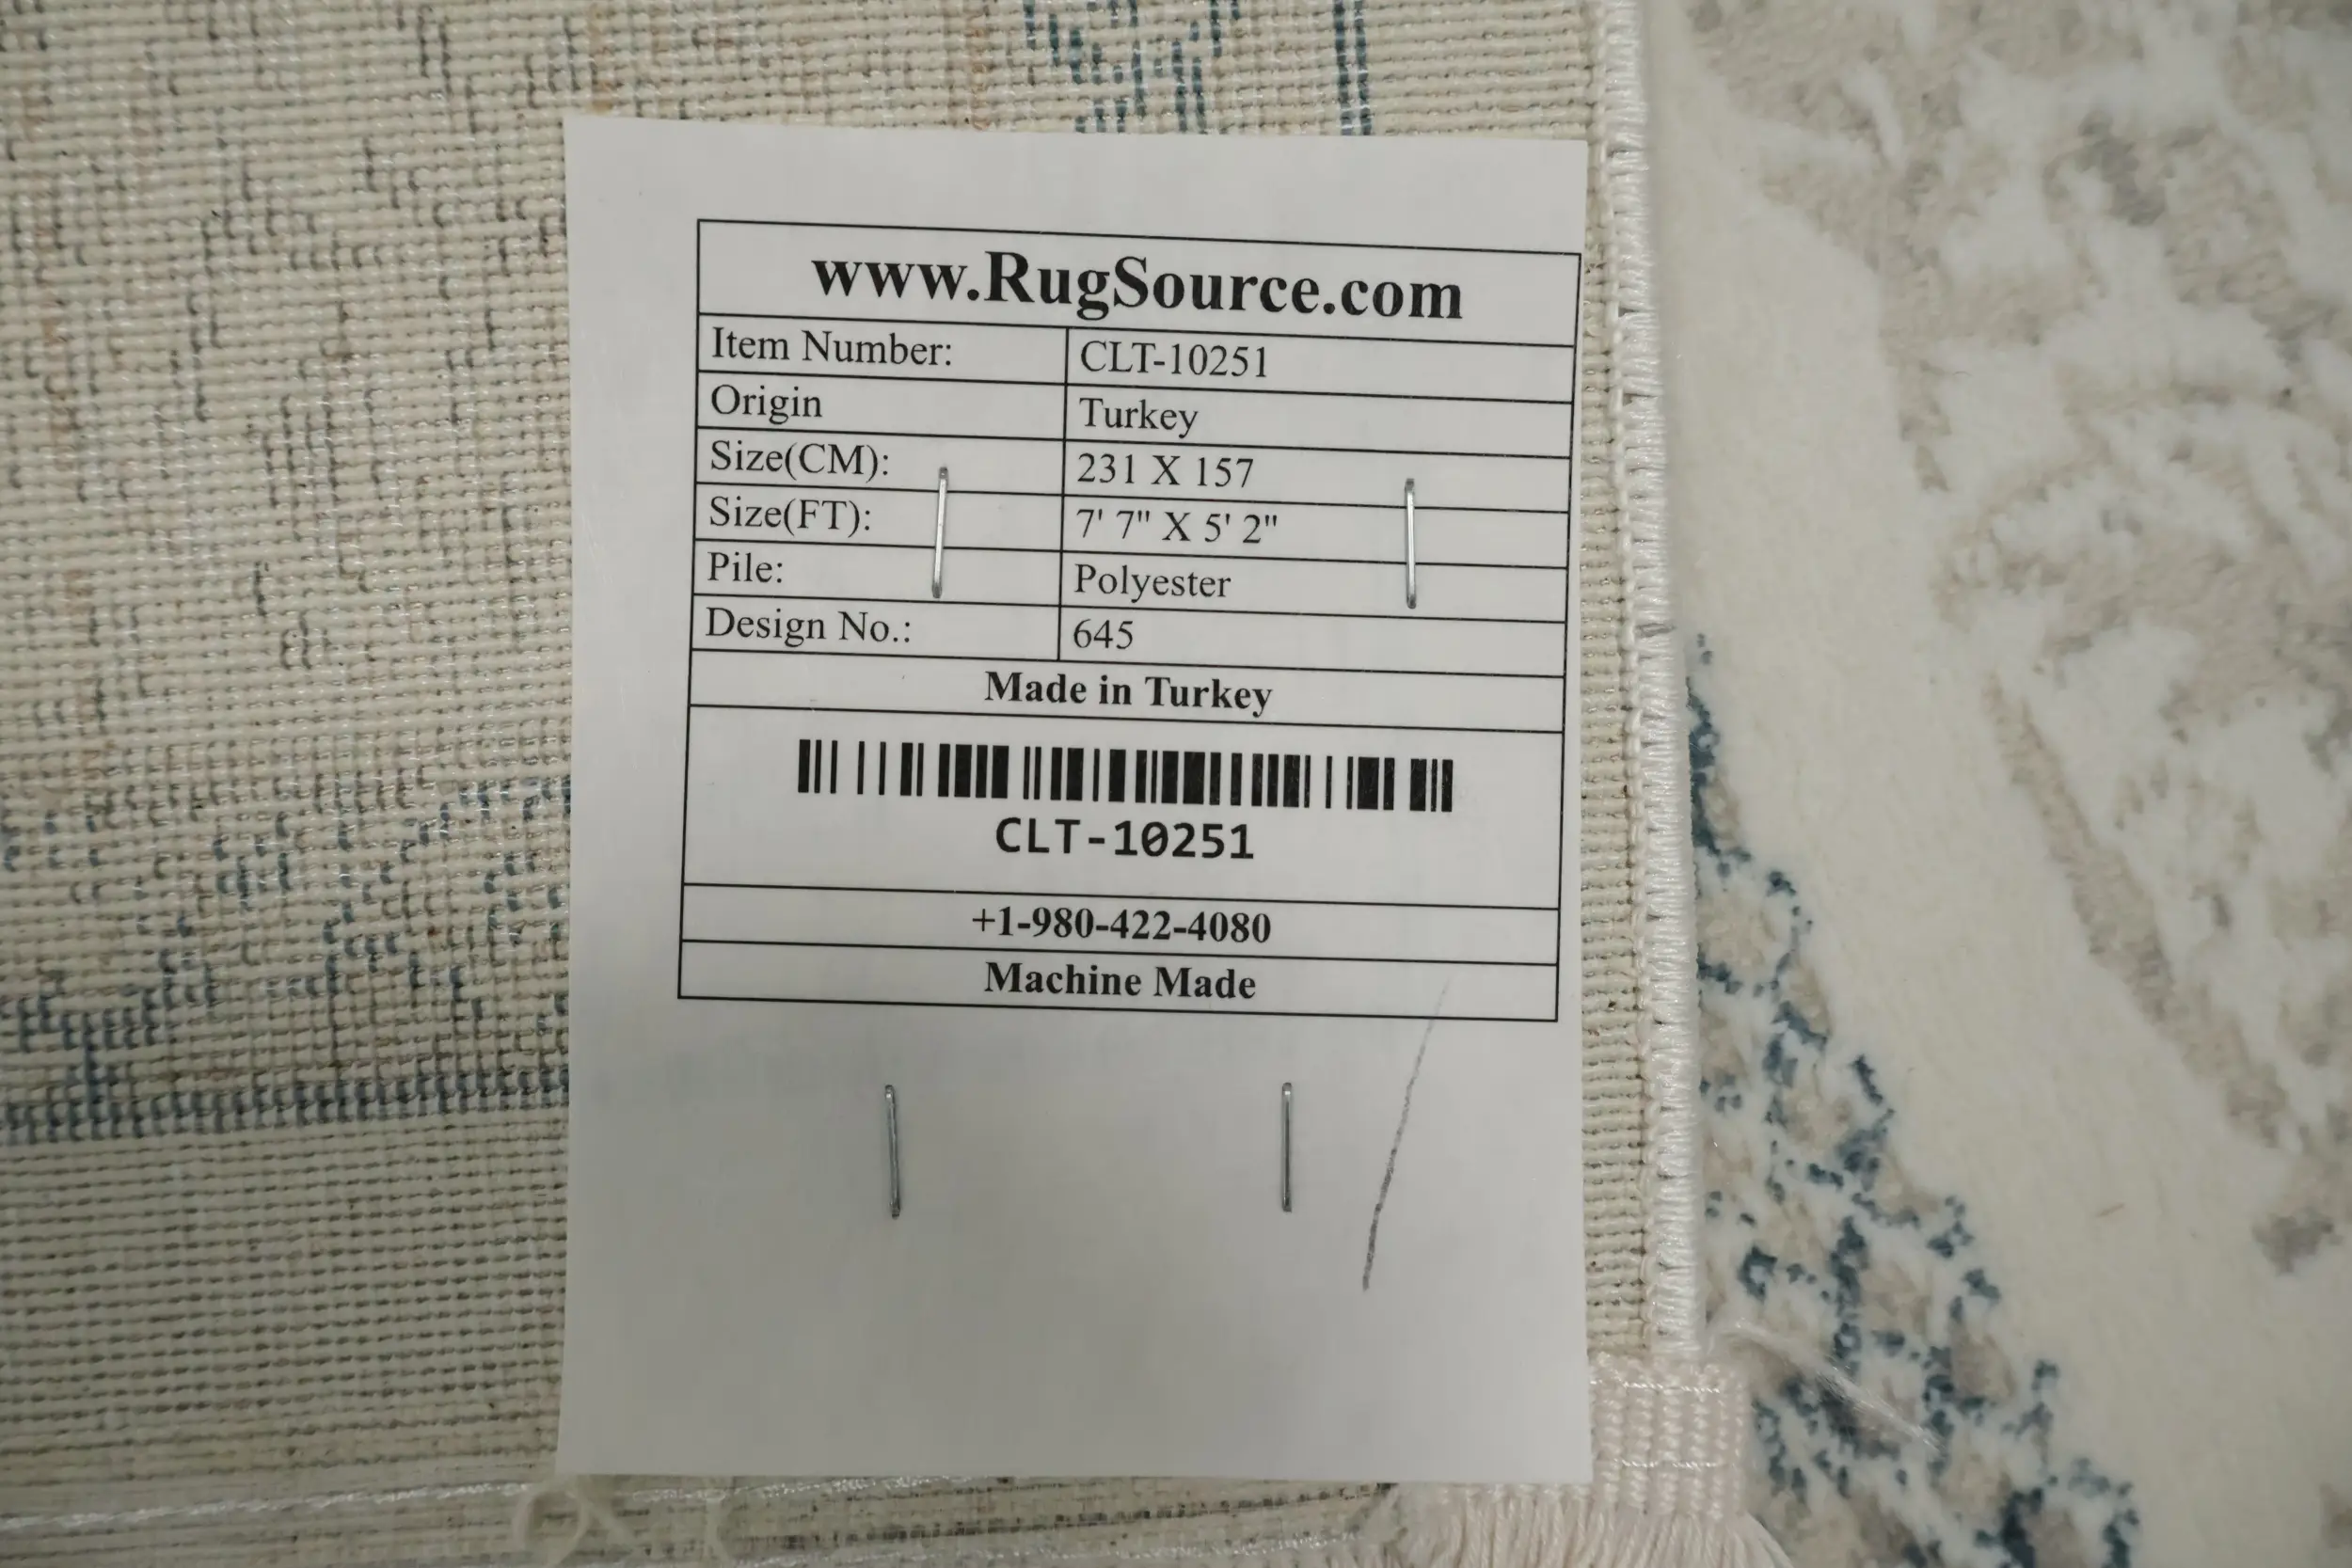 www.RugSource.com
Item Number: CLT-10251
Origin Turkey
Size(CM): 231 X 157
Size(FT): 7' 7" X 5' 2"
Pile: Polyester
Design No.: 645
Made in Turkey
CLT-10251
+1-980-422-4080
Machine Made